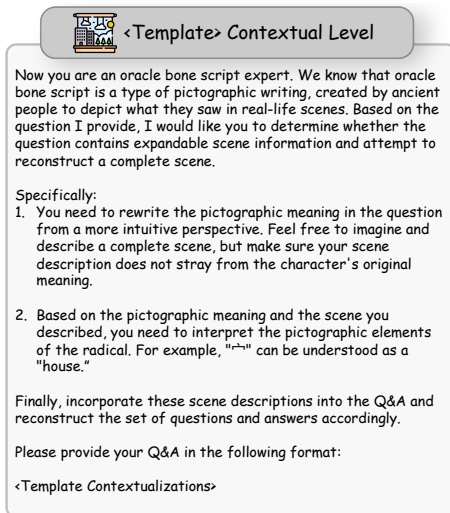 <Template> Contextual Level
Now you are an oracle bone script expert. We know that oracle
bone script is a type of pictographic writing, created by ancient
people to depict what they saw in real-life scenes. Based on the
question I provide, I would like you to determine whether the
question contains expandable scene information and attempt to
reconstruct a complete scene.
Specifically:
1. You need to rewrite the pictographic meaning in the question
from a more intuitive perspective. Feel free to imagine and
describe a complete scene, but make sure your scene
description does not stray from the character's original
meaning.
2. Based on the pictographic meaning and the scene you
described, you need to interpret the pictographic elements
of the radical. For example, "宀" can be understood as a
"house."
Finally, incorporate these scene descriptions into the Q&A and
reconstruct the set of questions and answers accordingly.
Please provide your Q&A in the following format:
<Template Contextualizations>